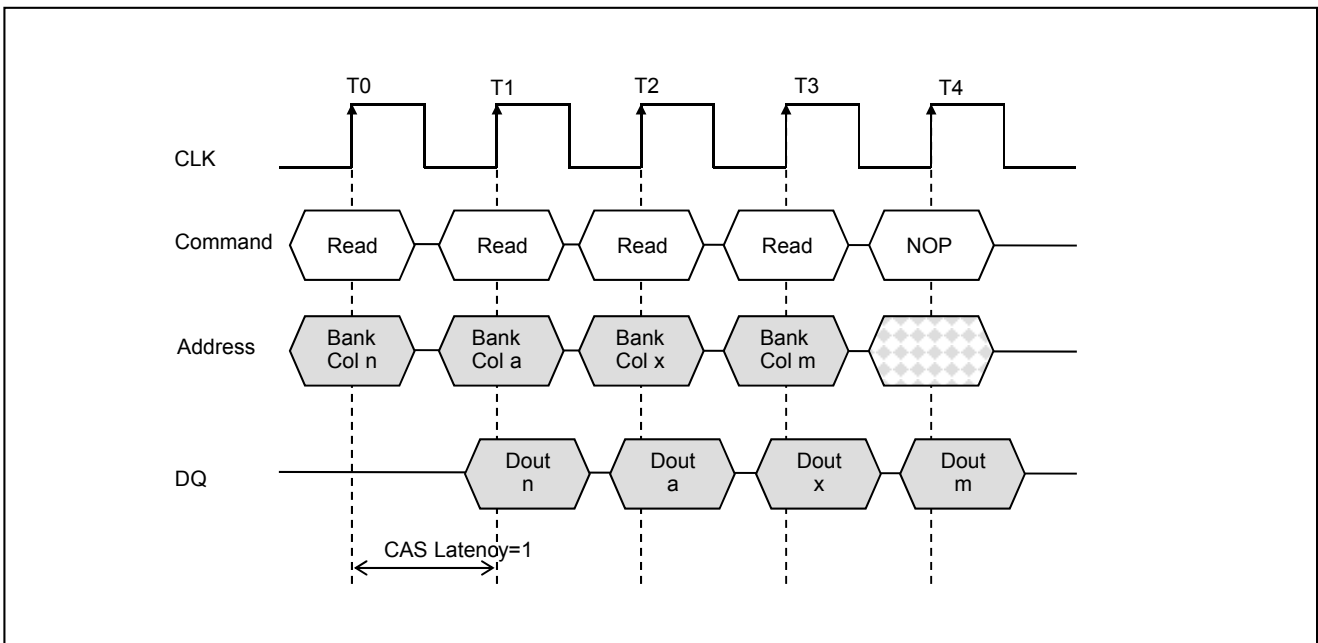 T0 T1 T2 T3 T4
CLK
Command Read Read Read Read NOP
Address
Bank Bank Bank Bank
Col n Col a Col x Col m
DQ
Dout Dout Dout Dout
n a x m
CAS Latency=1